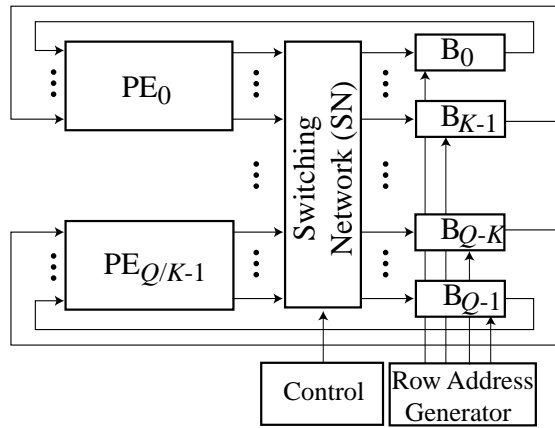 PE0
Switching
Network (SN)
B0
BK-1
PEQ/K-1
BQ-K
BQ-1
Control
Row Address
Generator